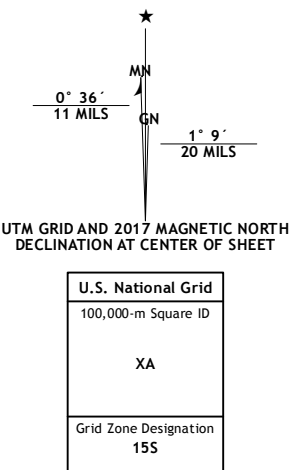 ★
MN
0° 36´
11 MILS
GN
1° 9´
20 MILS
UTM GRID AND 2017 MAGNETIC NORTH
DECLINATION AT CENTER OF SHEET
U.S. National Grid
100,000-m Square ID
XA
Grid Zone Designation
15S